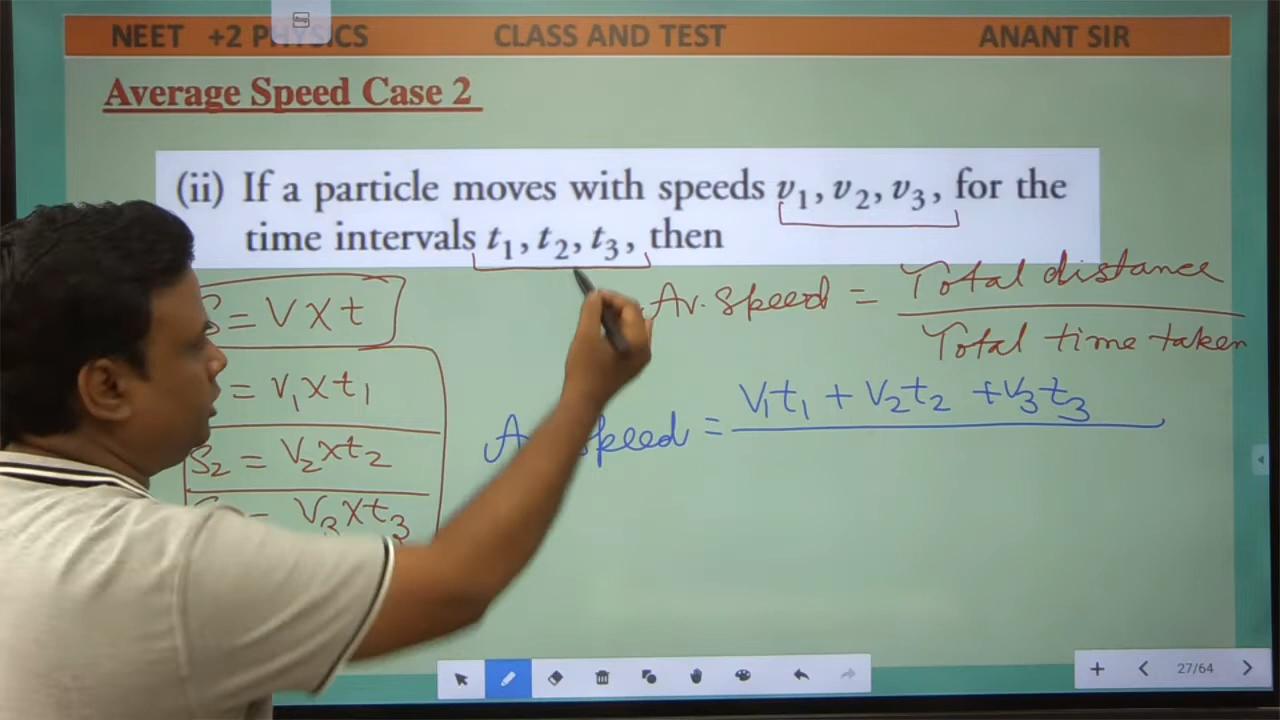 NEET +2 PHYSICS CLASS AND TEST ANANT SIR
Average Speed Case 2
(ii) If a particle moves with speeds v₁, v₂, v₃, for the
time intervals t₁, t₂, t₃, then
S = V X t
Av. Speed = Total distance
Total time taken
= V₁ X t₁
S₂ = V₂ X t₂
V₃ X t₃
Speed = V₁t₁ + V₂t₂ + V₃t₃
27/64